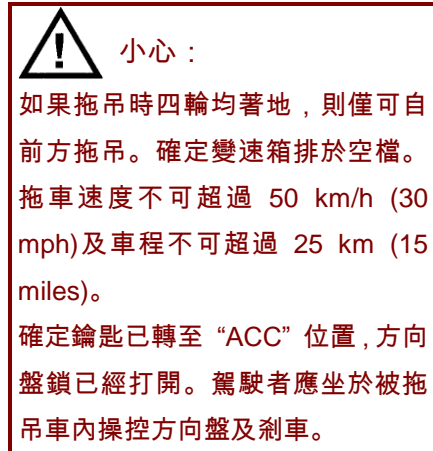 小心：
如果拖吊時四輪均著地，則僅可自
前方拖吊。確定變速箱排於空檔。
拖車速度不可超過 50 km/h (30
mph)及車程不可超過 25 km (15
miles)。
確定鑰匙已轉至 “ACC” 位置，方向
盤鎖已經打開。駕駛者應坐於被拖
吊車內操控方向盤及剎車。